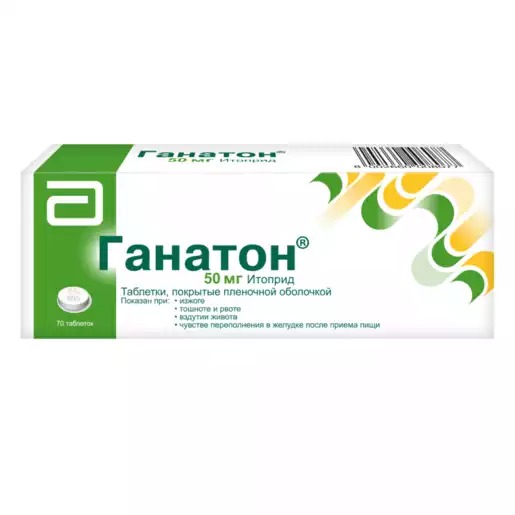 Ганатон®
50 мг Итоприд
Ганатон®
50 мг Итоприд
Таблетки, покрытые пленочной оболочкой
Показан при: • изжоге
• тошноте и рвоте
• вздутии живота
• чувстве переполнения в желудке после приема пищи
70 таблеток